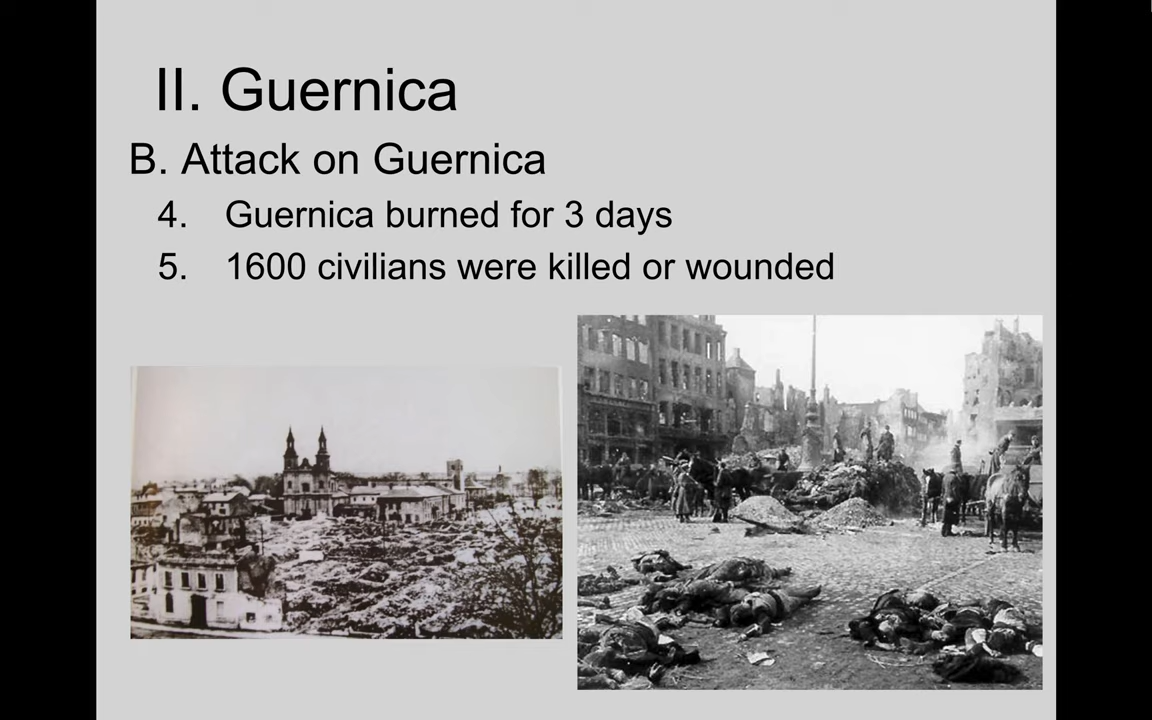 II. Guernica
B. Attack on Guernica
4. Guernica burned for 3 days
5. 1600 civilians were killed or wounded